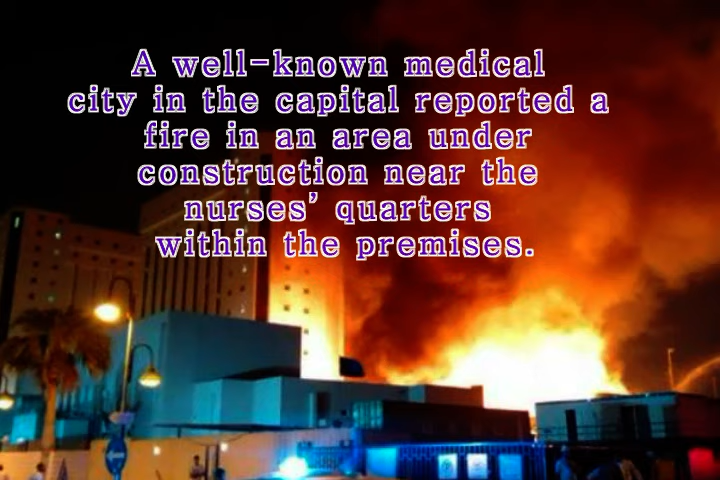 A well-known medical
city in the capital reported a
fire in an area under
construction near the
nurses' quarters
within the premises.